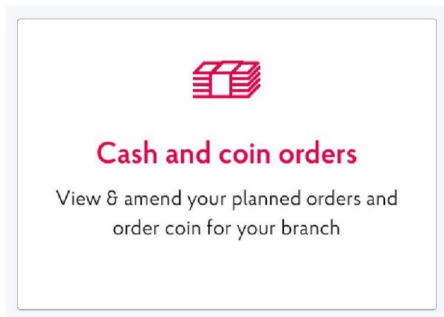 Cash and coin orders
View & amend your planned orders and
order coin for your branch